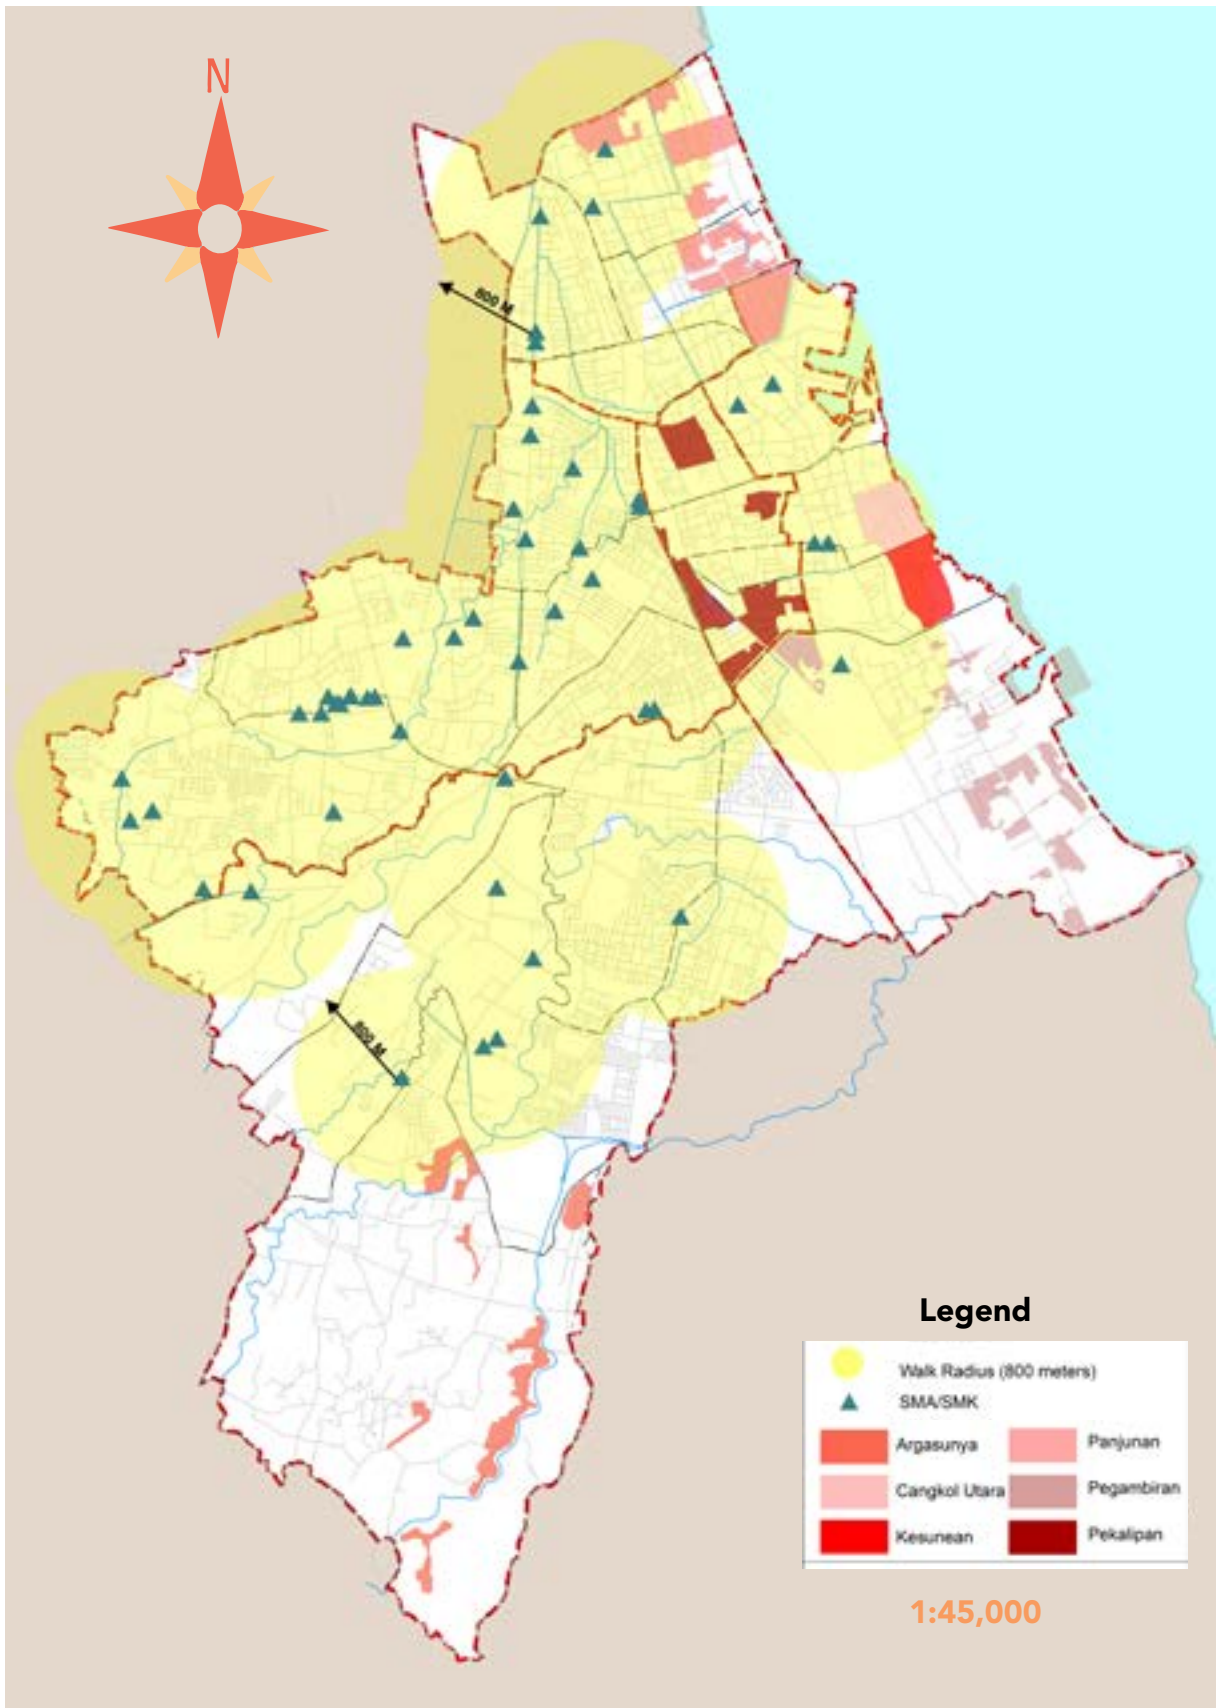 N
800 M
800 M
Legend
Walk Radius (800 meters)
SMA/SMK
Argasunya
Panjunan
Cangkol Utara
Pegambiran
Kesunean
Pekalipan
1:45,000